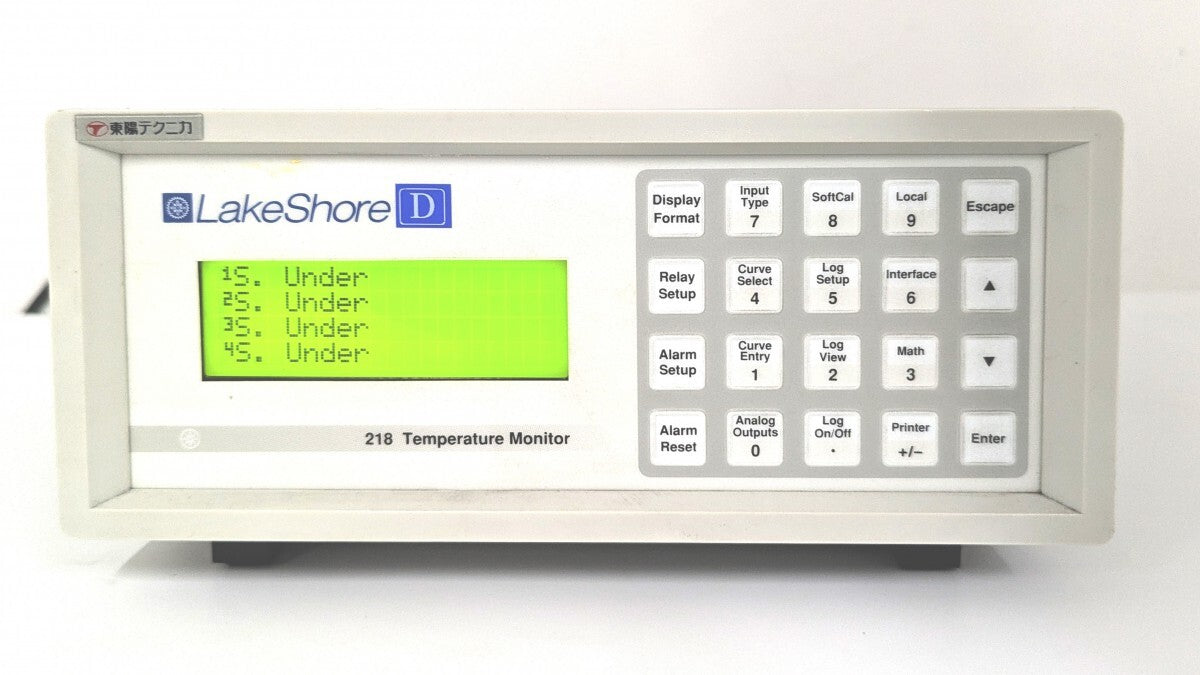 東陽テクニカ
LakeShore D
1S. Under
2S. Under
3S. Under
4S. Under
218 Temperature Monitor
Display
Format
Input
Type
7
SoftCal
8
Local
9
Escape
Relay
Setup
Curve
Select
4
Log
Setup
5
Interface
6
▲
Alarm
Setup
Curve
Entry
1
Log
View
2
Math
3
▼
Alarm
Reset
Analog
Outputs
0
Log
On/Off
.
Printer
+/−
Enter